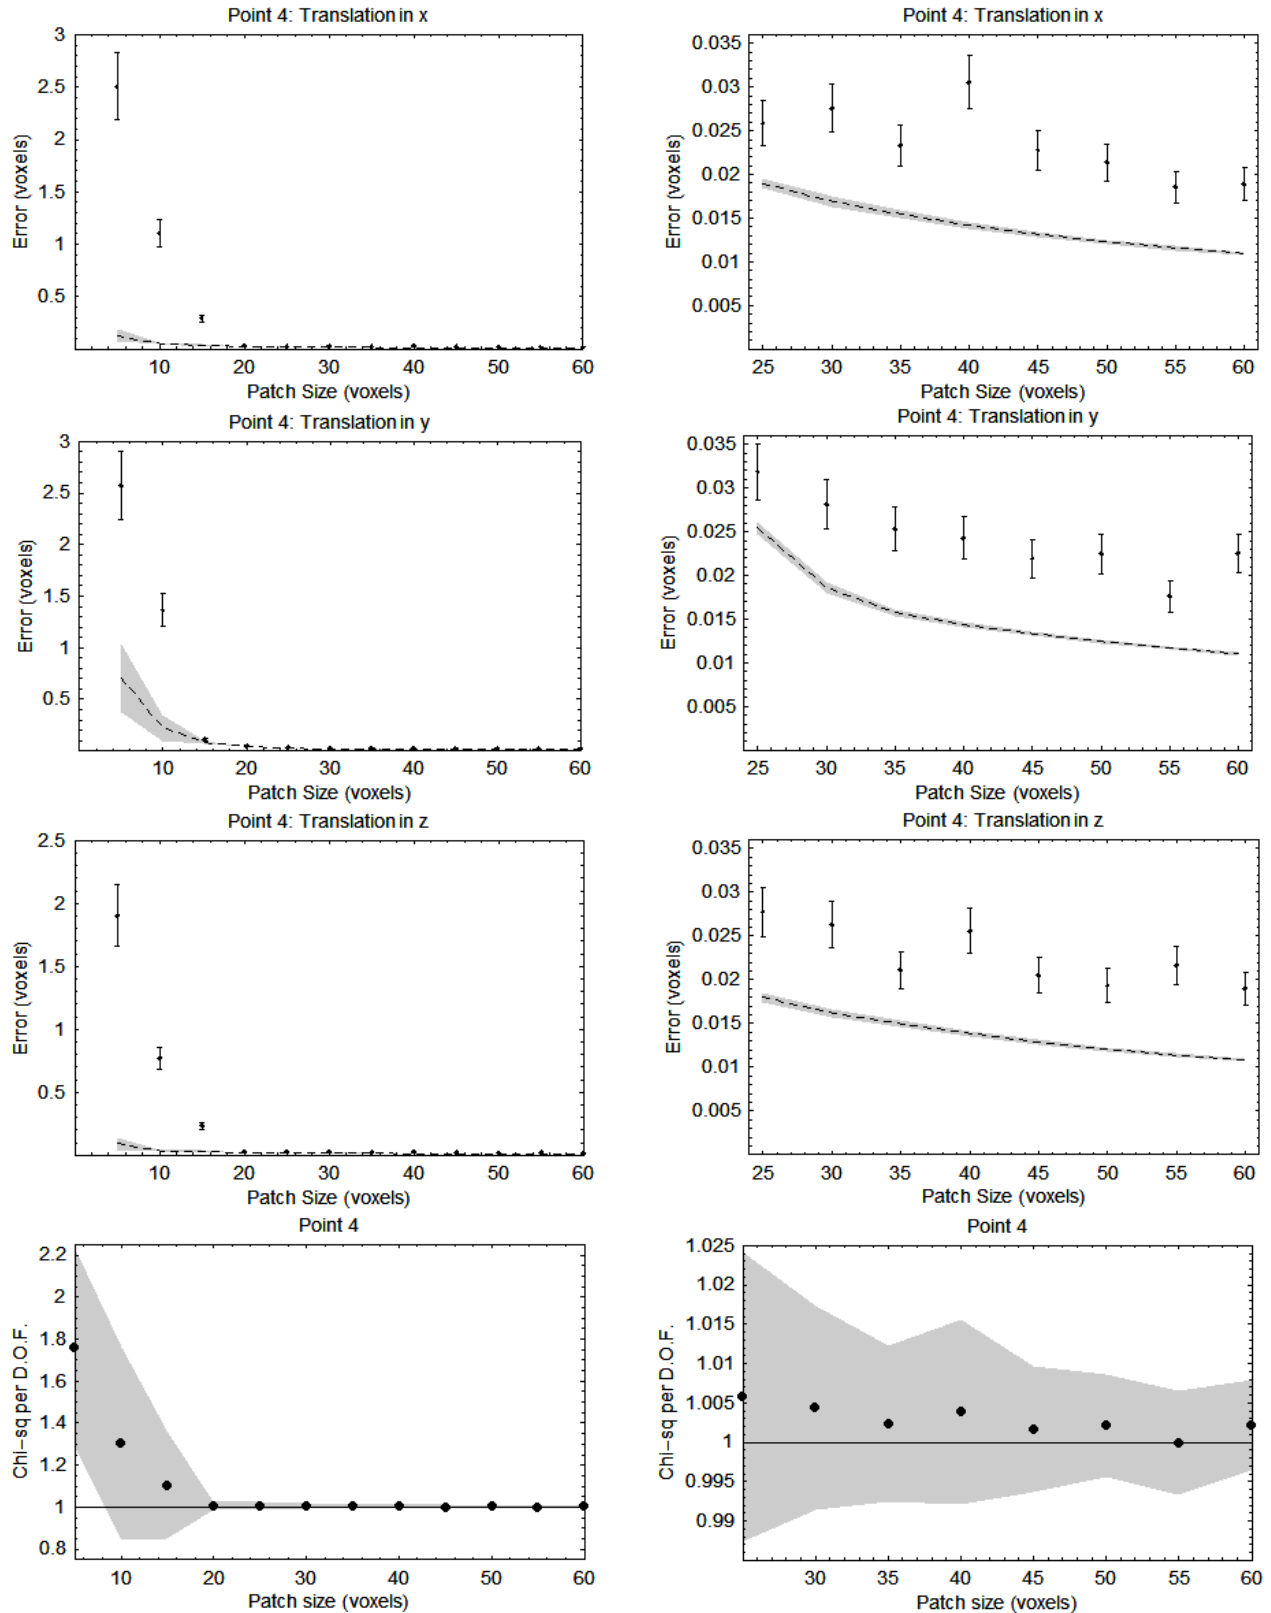 Point 4: Translation in x
3
2.5
2
1.5
1
0.5
10 20 30 40 50 60
Error (voxels)
Patch Size (voxels)
Point 4: Translation in x
0.035
0.03
0.025
0.02
0.015
0.01
0.005
25 30 35 40 45 50 55 60
Error (voxels)
Patch Size (voxels)
Point 4: Translation in y
3
2.5
2
1.5
1
0.5
10 20 30 40 50 60
Error (voxels)
Patch Size (voxels)
Point 4: Translation in y
0.035
0.03
0.025
0.02
0.015
0.01
0.005
25 30 35 40 45 50 55 60
Error (voxels)
Patch Size (voxels)
Point 4: Translation in z
2.5
2
1.5
1
0.5
10 20 30 40 50 60
Error (voxels)
Patch Size (voxels)
Point 4: Translation in z
0.035
0.03
0.025
0.02
0.015
0.01
0.005
25 30 35 40 45 50 55 60
Error (voxels)
Patch Size (voxels)
Point 4
2.2
2
1.8
1.6
1.4
1.2
1
0.8
10 20 30 40 50 60
Chi-sq per D.O.F.
Patch size (voxels)
Point 4
1.025
1.02
1.015
1.01
1.005
1
0.995
0.99
30 35 40 45 50 55 60
Chi-sq per D.O.F.
Patch size (voxels)